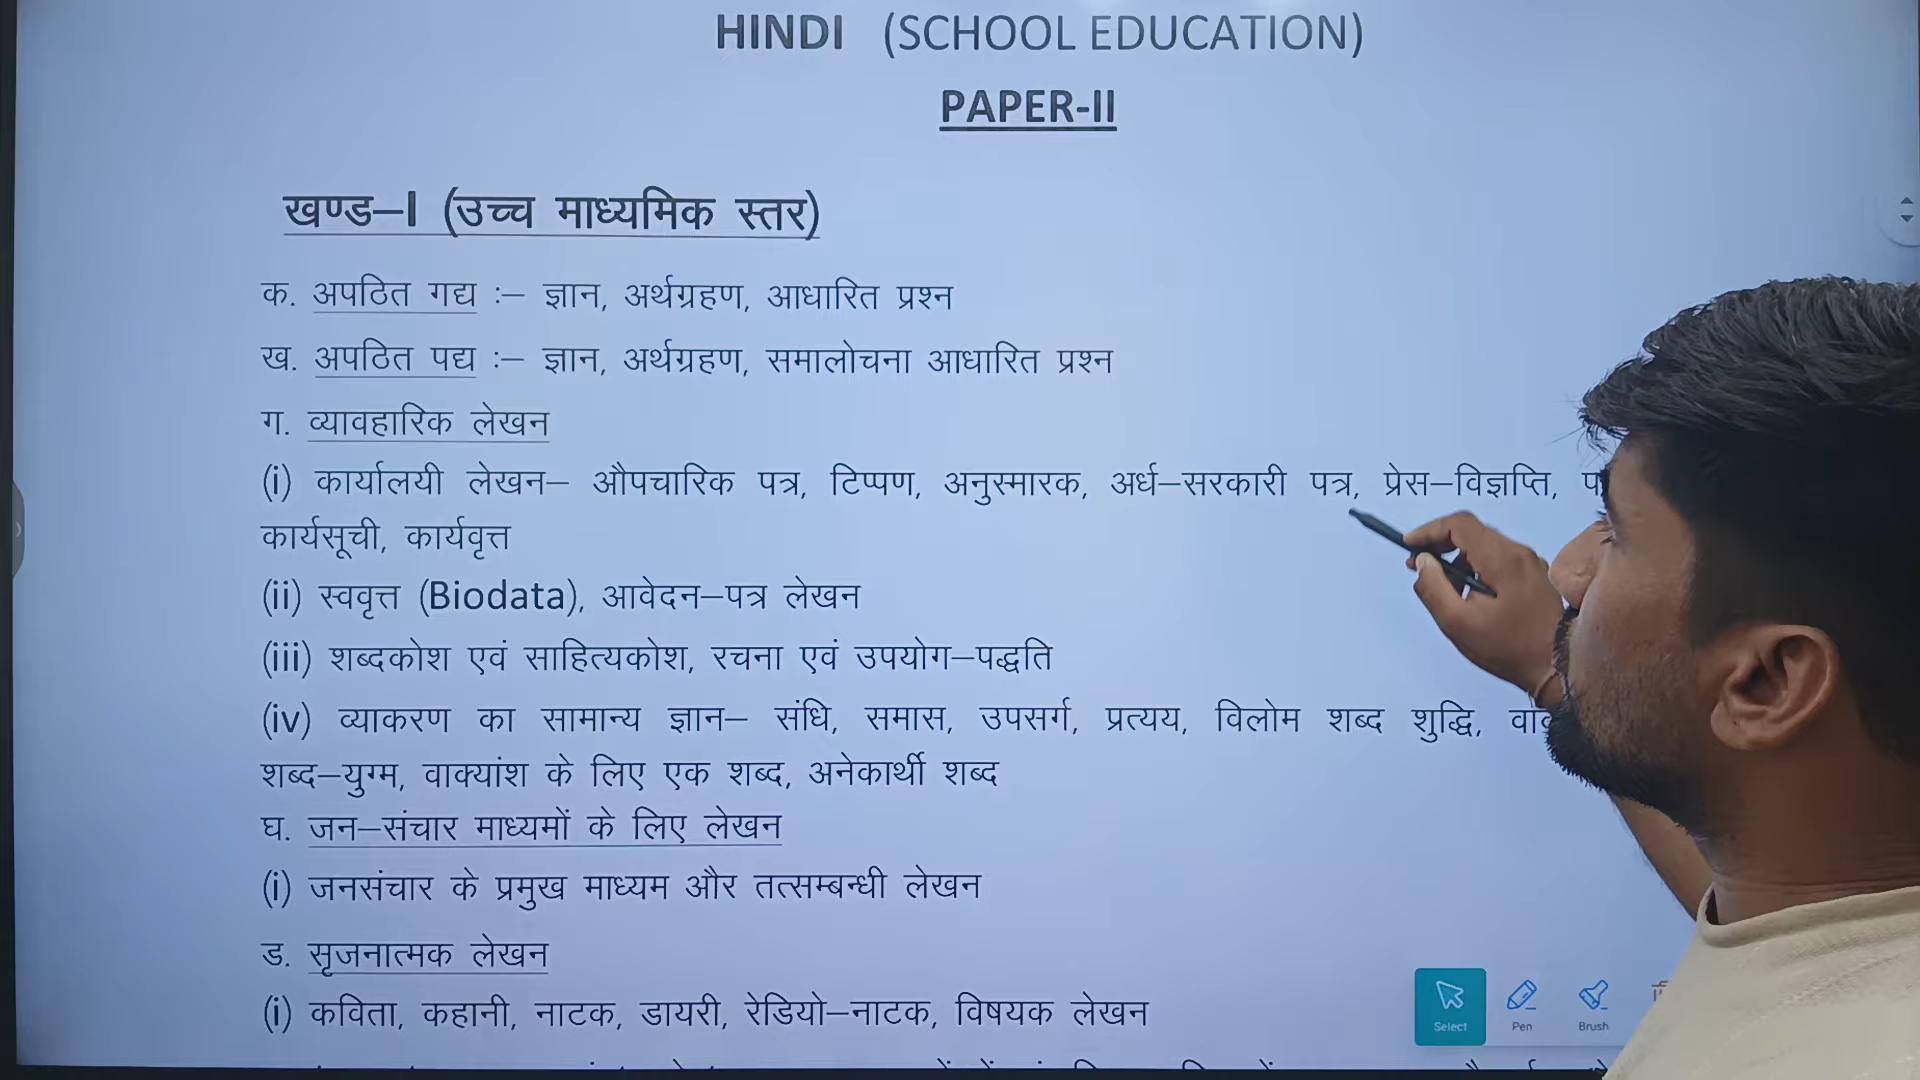 HINDI (SCHOOL EDUCATION)
PAPER-II
खण्ड–I (उच्च माध्यमिक स्तर)
क. अपठित गद्य :– ज्ञान, अर्थग्रहण, आधारित प्रश्न
ख. अपठित पद्य :– ज्ञान, अर्थग्रहण, समालोचना आधारित प्रश्न
ग. व्यावहारिक लेखन
(i) कार्यालयी लेखन– औपचारिक पत्र, टिप्पण, अनुस्मारक, अर्ध–सरकारी पत्र, प्रेस–विज्ञप्ति,
कार्यसूची, कार्यवृत्त
(ii) स्ववृत्त (Biodata), आवेदन–पत्र लेखन
(iii) शब्दकोश एवं साहित्यकोश, रचना एवं उपयोग–पद्धति
(iv) व्याकरण का सामान्य ज्ञान– संधि, समास, उपसर्ग, प्रत्यय, विलोम शब्द शुद्धि,
शब्द–युग्म, वाक्यांश के लिए एक शब्द, अनेकार्थी शब्द
घ. जन–संचार माध्यमों के लिए लेखन
(i) जनसंचार के प्रमुख माध्यम और तत्सम्बन्धी लेखन
ड. सृजनात्मक लेखन
(i) कविता, कहानी, नाटक, डायरी, रेडियो–नाटक, विषयक लेखन
Select Pen Brush